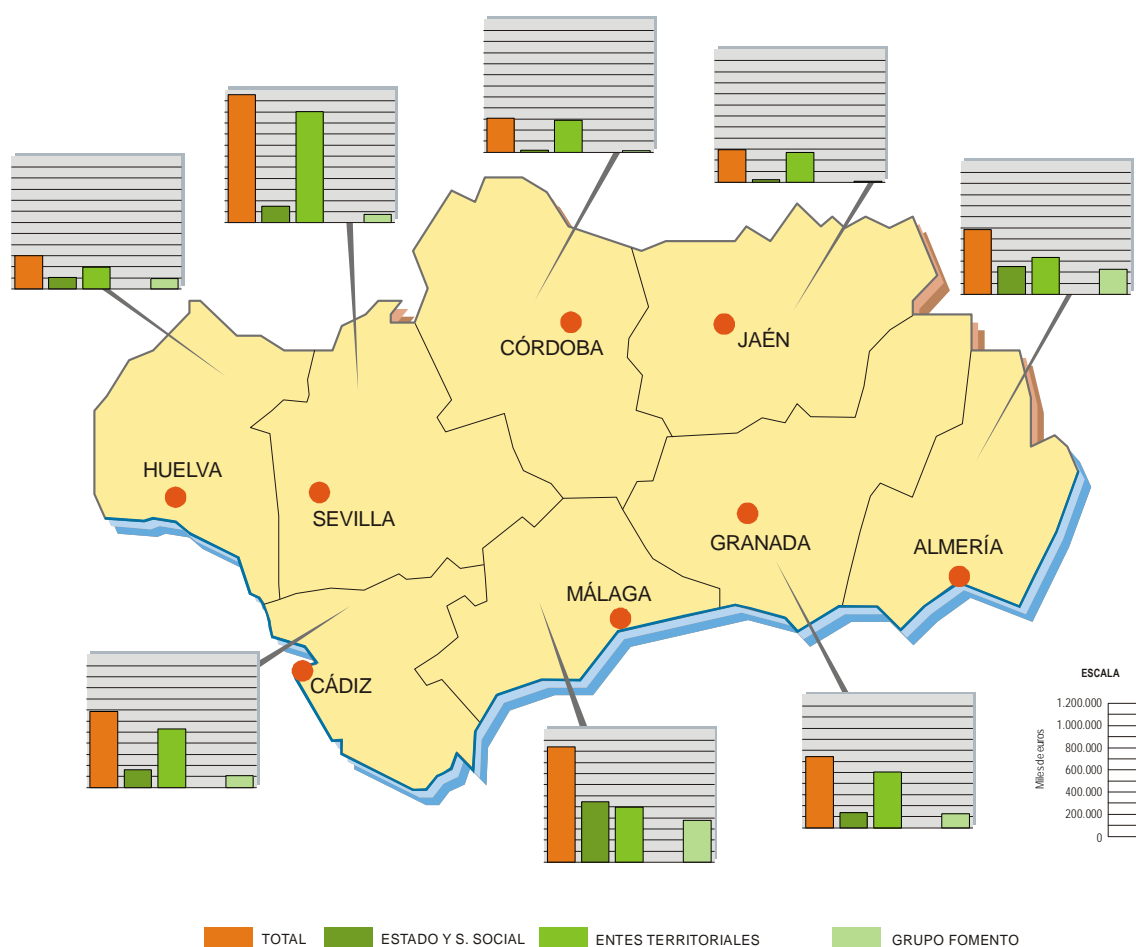 CÓRDOBA
JAÉN
HUELVA
SEVILLA
GRANADA
ALMERÍA
MÁLAGA
CÁDIZ
ESCALA
Miles de euros
1.200.000
1.000.000
800.000
600.000
400.000
200.000
0
TOTAL ESTADO Y S. SOCIAL ENTES TERRITORIALES GRUPO FOMENTO